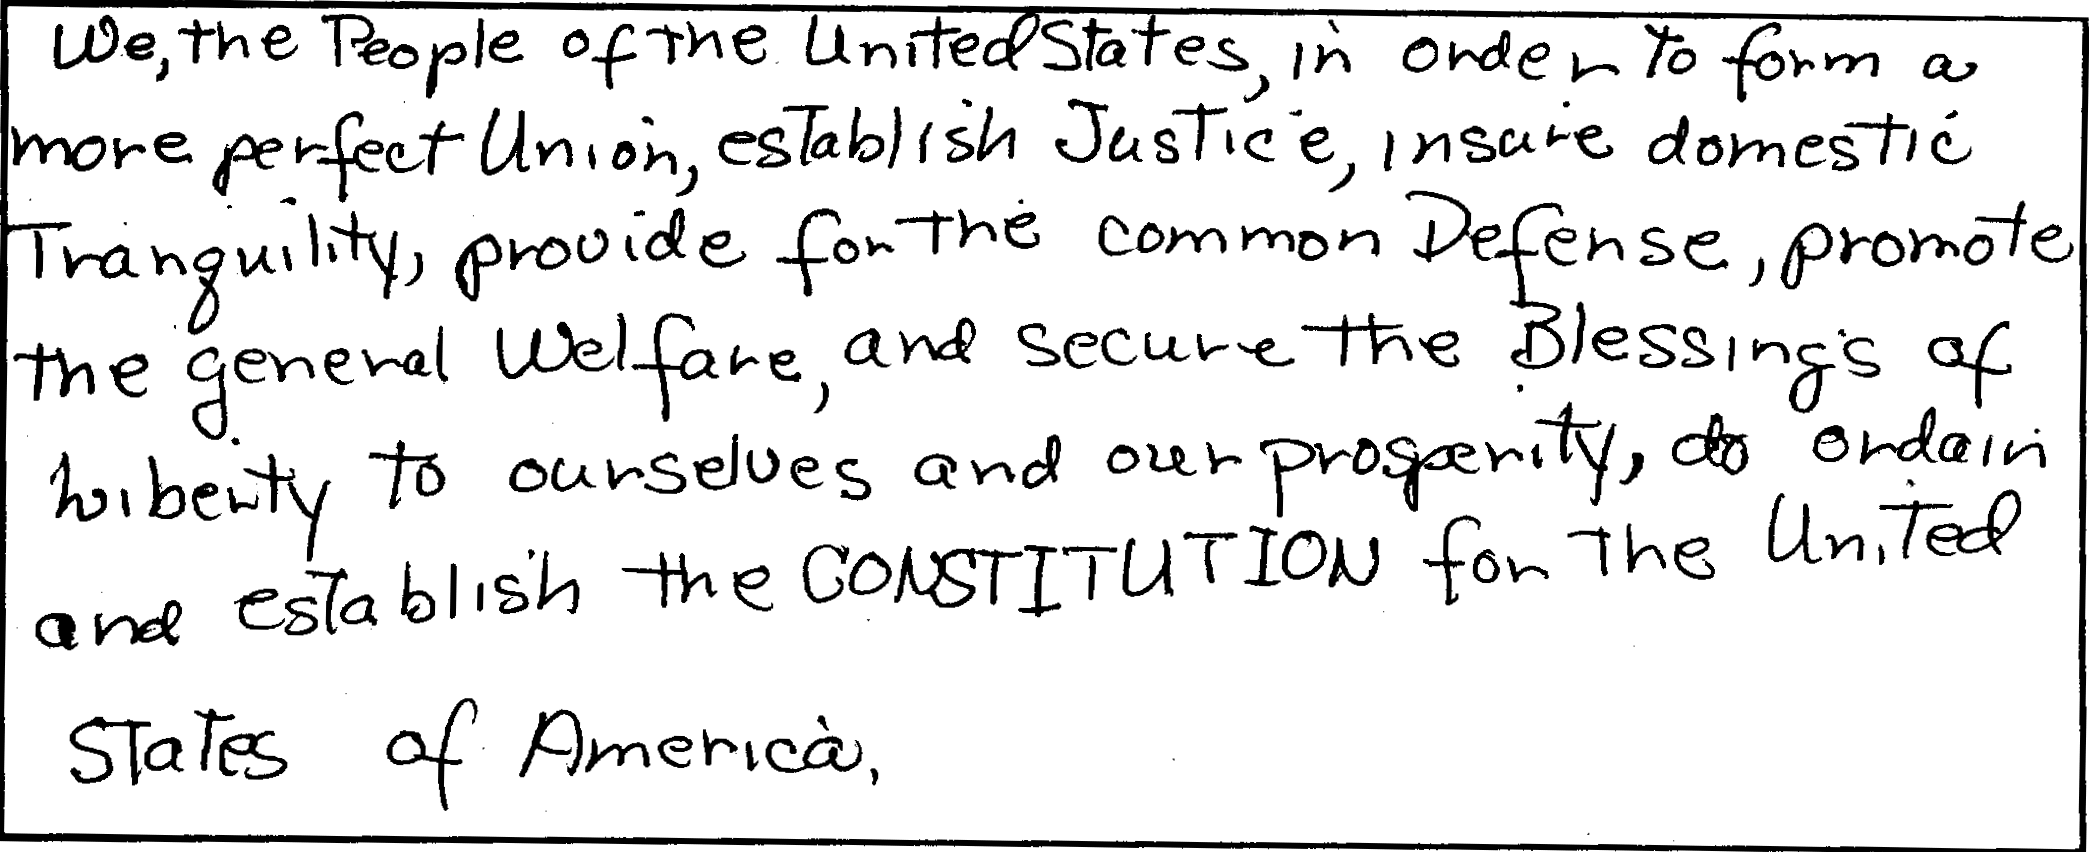 We, the People of the United States, in order to form a
more perfect Union, establish Justice, insure domestic
Tranquility, provide for the common Defense, promote
the general Welfare, and secure the Blessings of
Liberty to ourselves and our prosperity, do ordain
and establish the CONSTITUTION for the United
States of America.